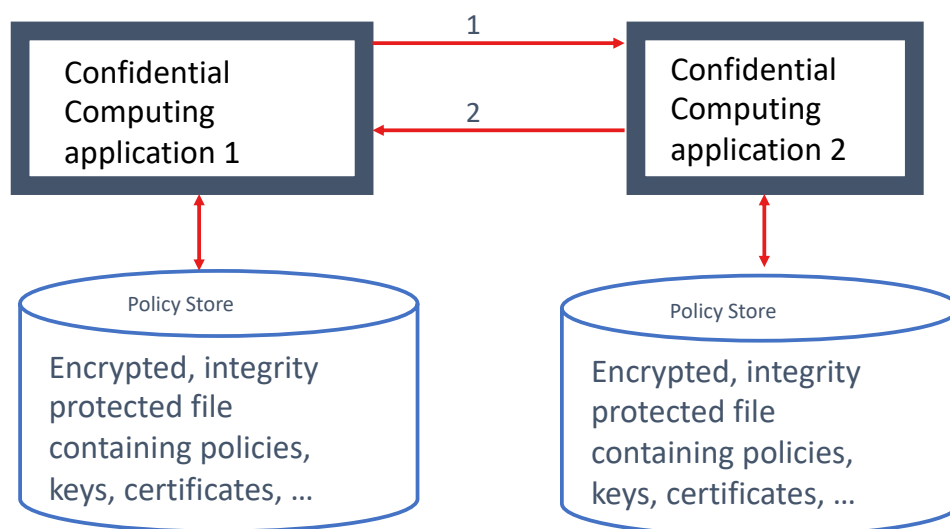 1
Confidential
Computing
application 1
2
Confidential
Computing
application 2
Policy Store
Encrypted, integrity
protected file
containing policies,
keys, certificates, …
Policy Store
Encrypted, integrity
protected file
containing policies,
keys, certificates, …